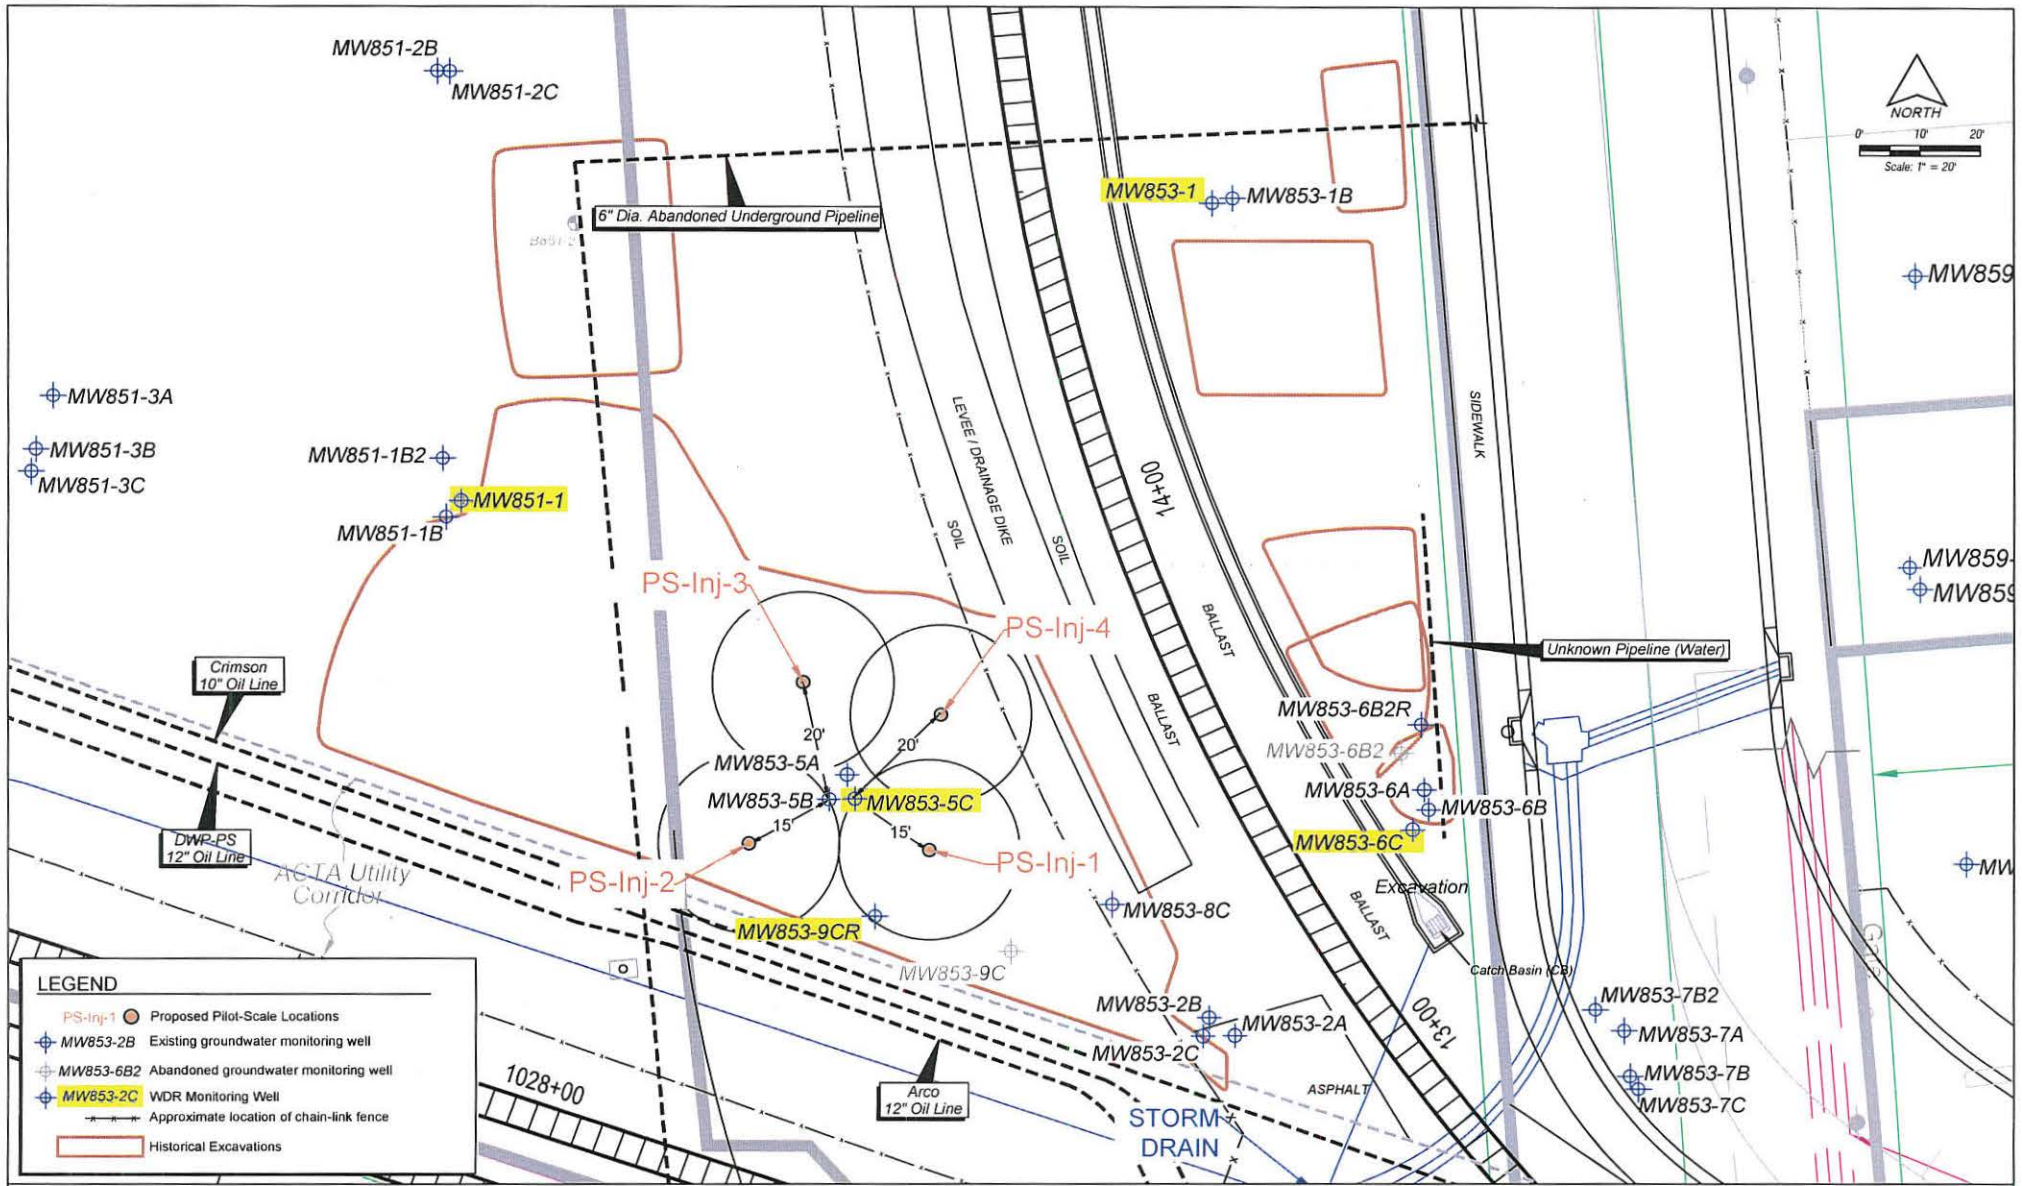 MW851-2B
MW851-2C
NORTH
0' 10' 20'
Scale: 1" = 20'
MW853-1
MW853-1B
6" Dia. Abandoned Underground Pipeline
MW859
MW851-3A
MW851-3B
MW851-3C
MW851-1B2
MW851-1
MW851-1B
LEVEE / DRAINAGE DIKE
SOIL
SOIL
14+00
SIDEWALK
MW859-
MW859
PS-Inj-3
PS-Inj-4
BALLAST
Unknown Pipeline (Water)
Crimson
10" Oil Line
BALLAST
MW853-6B2R
MW853-6B2
20'
20'
MW853-5A
MW853-5B
MW853-5C
MW853-6A
MW853-6B
MW853-6C
15'
15'
DWP-PS
12" Oil Line
ACTA Utility
Corridor
PS-Inj-2
PS-Inj-1
Excavation
MW
MW853-8C
BALLAST
MW853-9CR
MW853-9C
Catch Basin (CB)
MW853-2B
MW853-2A
MW853-2C
13+00
MW853-7B2
MW853-7A
MW853-7B
MW853-7C
1028+00
Arco
12" Oil Line
ASPHALT
STORM
DRAIN
LEGEND
PS-Inj-1 Proposed Pilot-Scale Locations
MW853-2B Existing groundwater monitoring well
MW853-6B2 Abandoned groundwater monitoring well
MW853-2C WDR Monitoring Well
Approximate location of chain-link fence
Historical Excavations